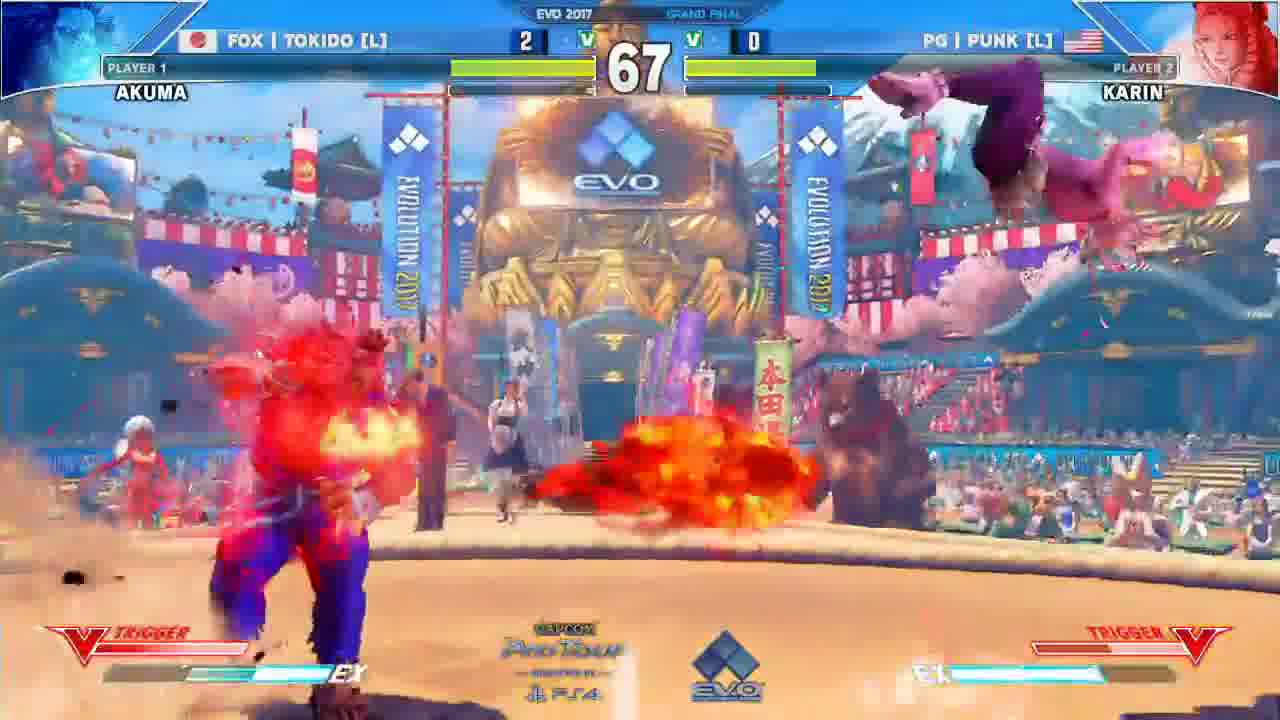 EVO 2017
GRAND FINAL
FOX | TOKIDO [L]
2
V
67
V
0
PG | PUNK [L]
PLAYER 1
PLAYER 2
AKUMA
KARIN
EVO
EVOLUTION 2017
EVOLUTION 2017
本田
TRIGGER
V
EX
CAPCOM
Pro Tour
PS4
EVO
TRIGGER
V
EX